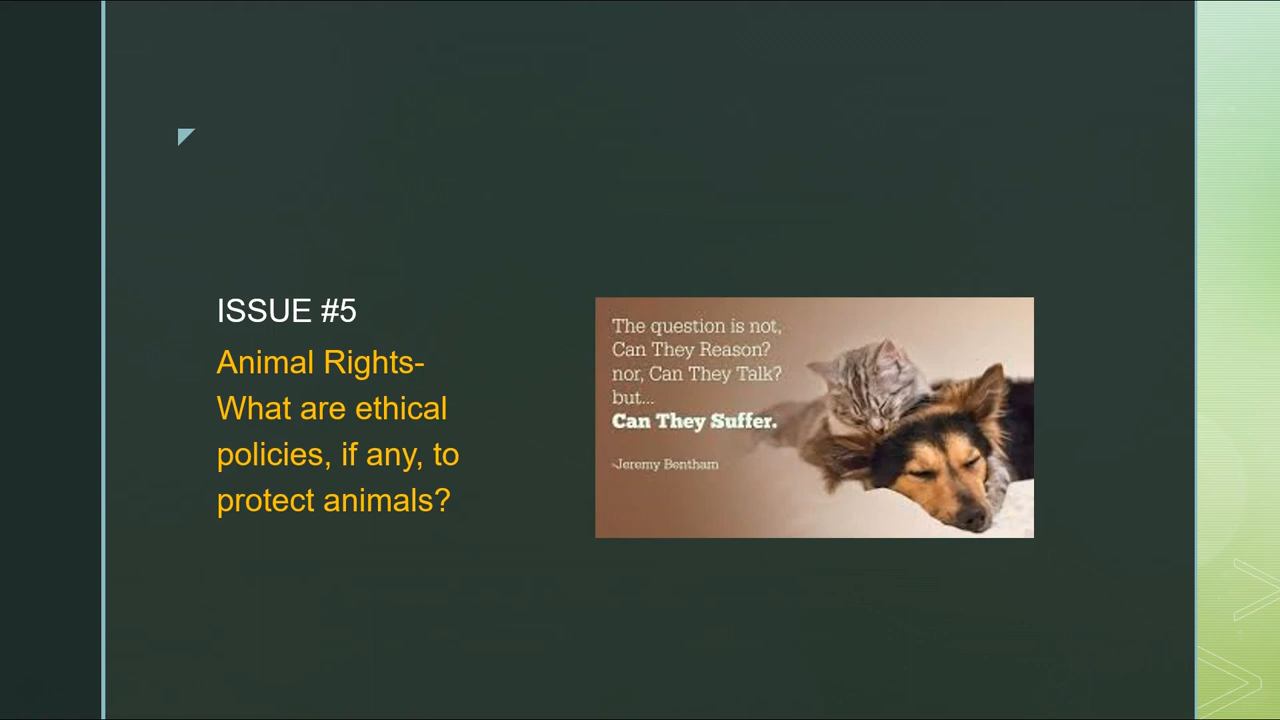 ISSUE #5
Animal Rights-
What are ethical
policies, if any, to
protect animals?
The question is not,
Can They Reason?
nor, Can They Talk?
but...
Can They Suffer.
-Jeremy Bentham